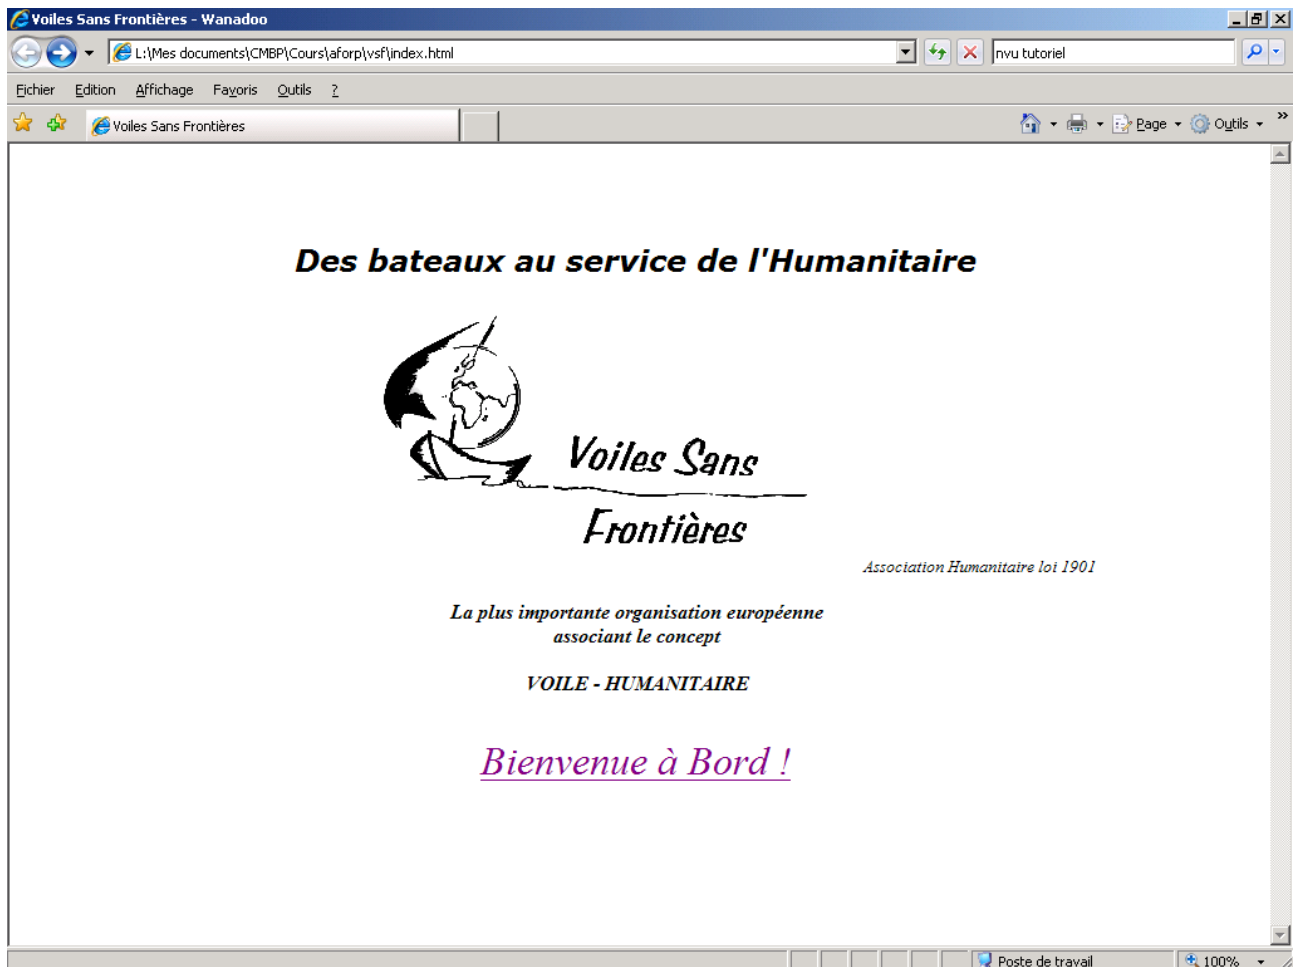 Voiles Sans Frontières - Wanadoo
L:\Mes documents\CMBP\Cours\aforp\vsf\index.html
nvu tutoriel
Fichier Edition Affichage Favoris Outils ?
Voiles Sans Frontières
Page Outils »
Des bateaux au service de l'Humanitaire
Voiles Sans
Frontières
Association Humanitaire loi 1901
La plus importante organisation européenne
associant le concept
VOILE - HUMANITAIRE
Bienvenue à Bord !
Poste de travail 100%